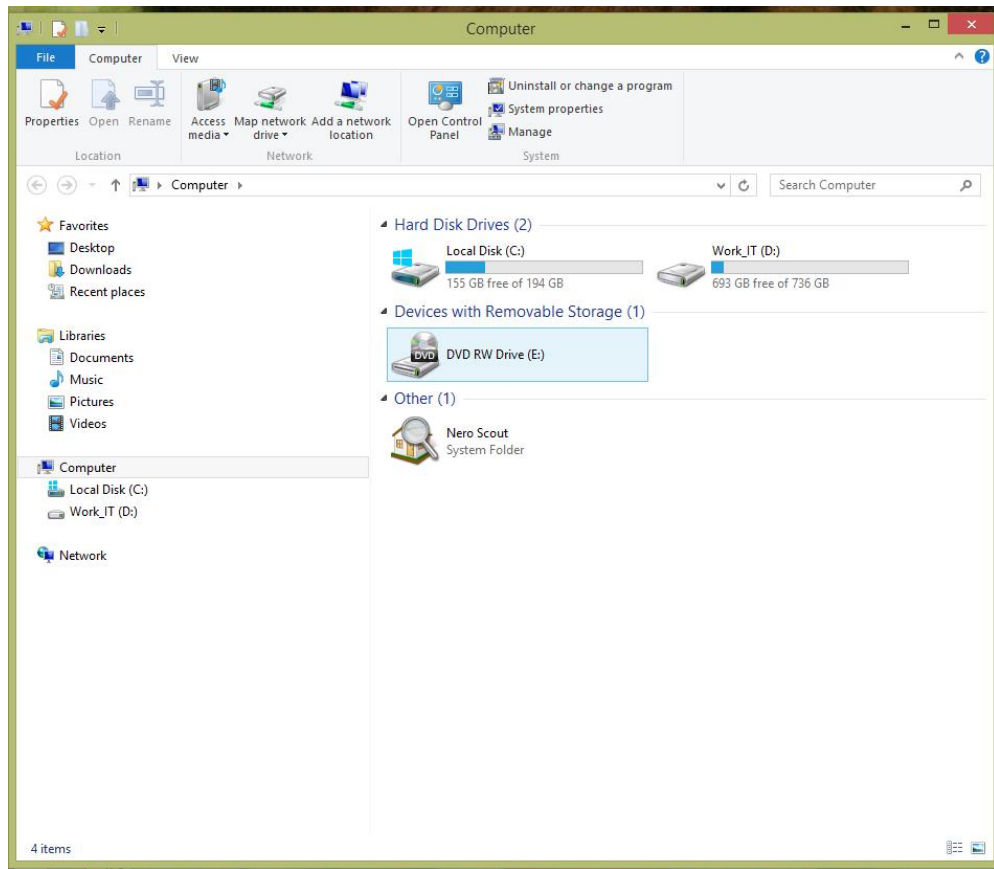 Computer
File Computer View
Properties Open Rename
Access media Map network drive Add a network location
Open Control Panel
Uninstall or change a program
System properties
Manage
Location Network System
Computer
Search Computer
Favorites
Desktop
Downloads
Recent places
Libraries
Documents
Music
Pictures
Videos
Computer
Local Disk (C:)
Work_IT (D:)
Network
Hard Disk Drives (2)
Local Disk (C:)
155 GB free of 194 GB
Work_IT (D:)
693 GB free of 736 GB
Devices with Removable Storage (1)
DVD
DVD RW Drive (E:)
Other (1)
Nero Scout
System Folder
4 items